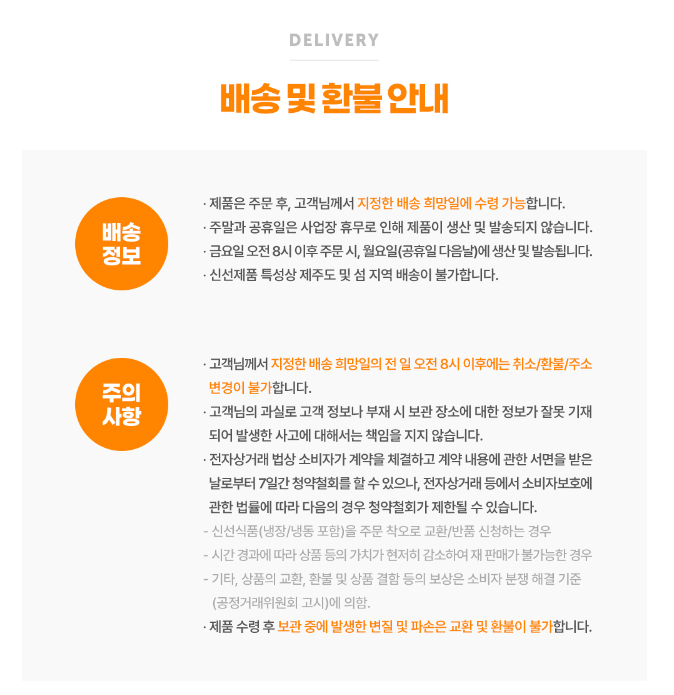 DELIVERY
배송 및 환불 안내
배송
정보
· 제품은 주문 후, 고객님께서 지정한 배송 희망일에 수령 가능합니다.
· 주말과 공휴일은 사업장 휴무로 인해 제품이 생산 및 발송되지 않습니다.
· 금요일 오전 8시 이후 주문 시, 월요일(공휴일 다음날)에 생산 및 발송됩니다.
· 신선제품 특성상 제주도 및 섬 지역 배송이 불가합니다.
주의
사항
· 고객님께서 지정한 배송 희망일의 전 일 오전 8시 이후에는 취소/환불/주소
변경이 불가합니다.
· 고객님의 과실로 고객 정보나 부재 시 보관 장소에 대한 정보가 잘못 기재
되어 발생한 사고에 대해서는 책임을 지지 않습니다.
· 전자상거래 법상 소비자가 계약을 체결하고 계약 내용에 관한 서면을 받은
날로부터 7일간 청약철회를 할 수 있으나, 전자상거래 등에서 소비자보호에
관한 법률에 따라 다음의 경우 청약철회가 제한될 수 있습니다.
- 신선식품(냉장/냉동 포함)을 주문 착오로 교환/반품 신청하는 경우
- 시간 경과에 따라 상품 등의 가치가 현저히 감소하여 재 판매가 불가능한 경우
- 기타, 상품의 교환, 환불 및 상품 결함 등의 보상은 소비자 분쟁 해결 기준
(공정거래위원회 고시)에 의함.
· 제품 수령 후 보관 중에 발생한 변질 및 파손은 교환 및 환불이 불가합니다.